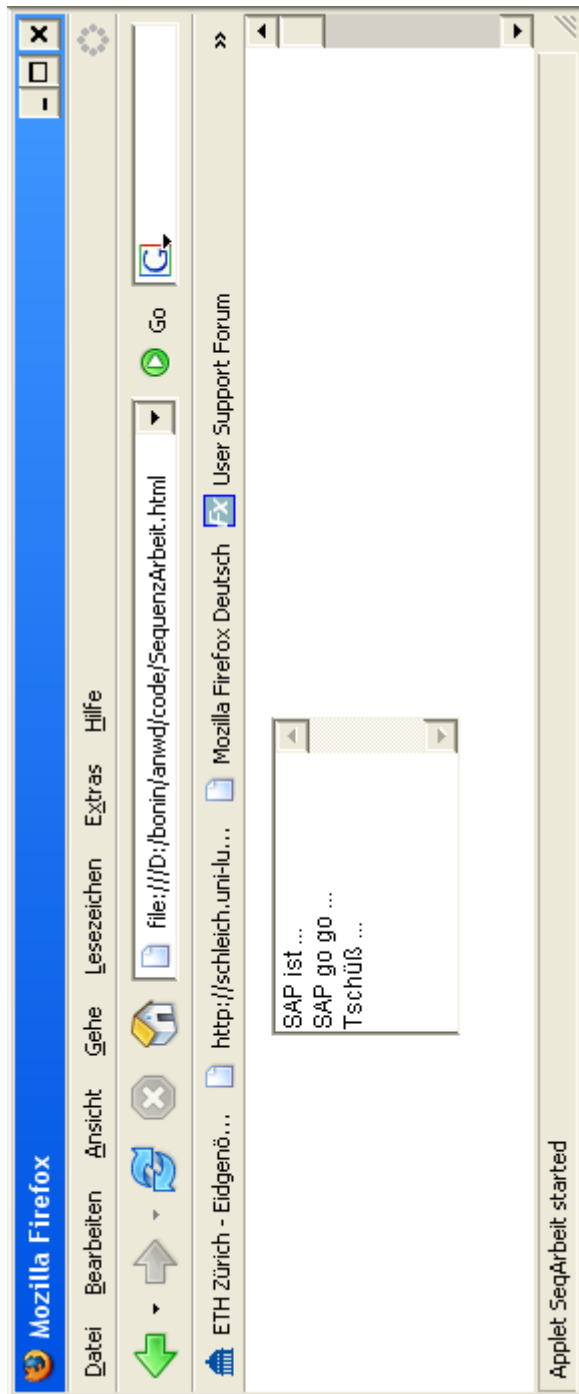 Mozilla Firefox
Datei Bearbeiten Ansicht Gehe Lesezeichen Extras Hilfe
file:///D:/bonin/anwd/code/SequenzArbeit.html Go G
ETH Zürich - Eidgenö... http://schleich.uni-lu... Mozilla Firefox Deutsch FX User Support Forum »
SAP ist ...
SAP go go ...
Tschüß ...
Applet SeqArbeit started